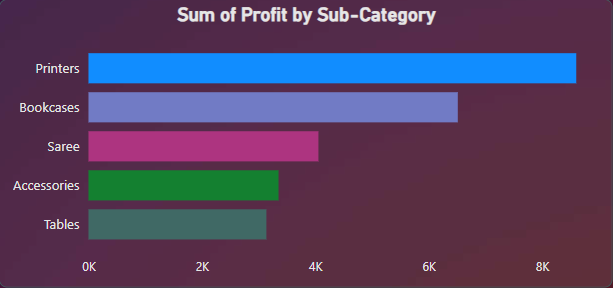 Sum of Profit by Sub-Category
Printers
Bookcases
Saree
Accessories
Tables
0K 2K 4K 6K 8K